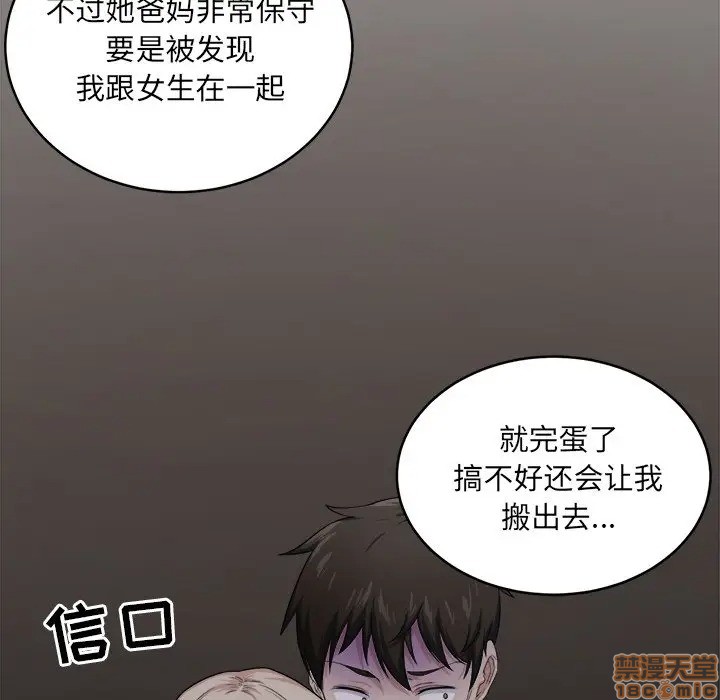 不过她爸妈非常保守
要是被发现
我跟女生在一起
就完蛋了
搞不好还会让我
搬出去…
信口
禁漫天堂